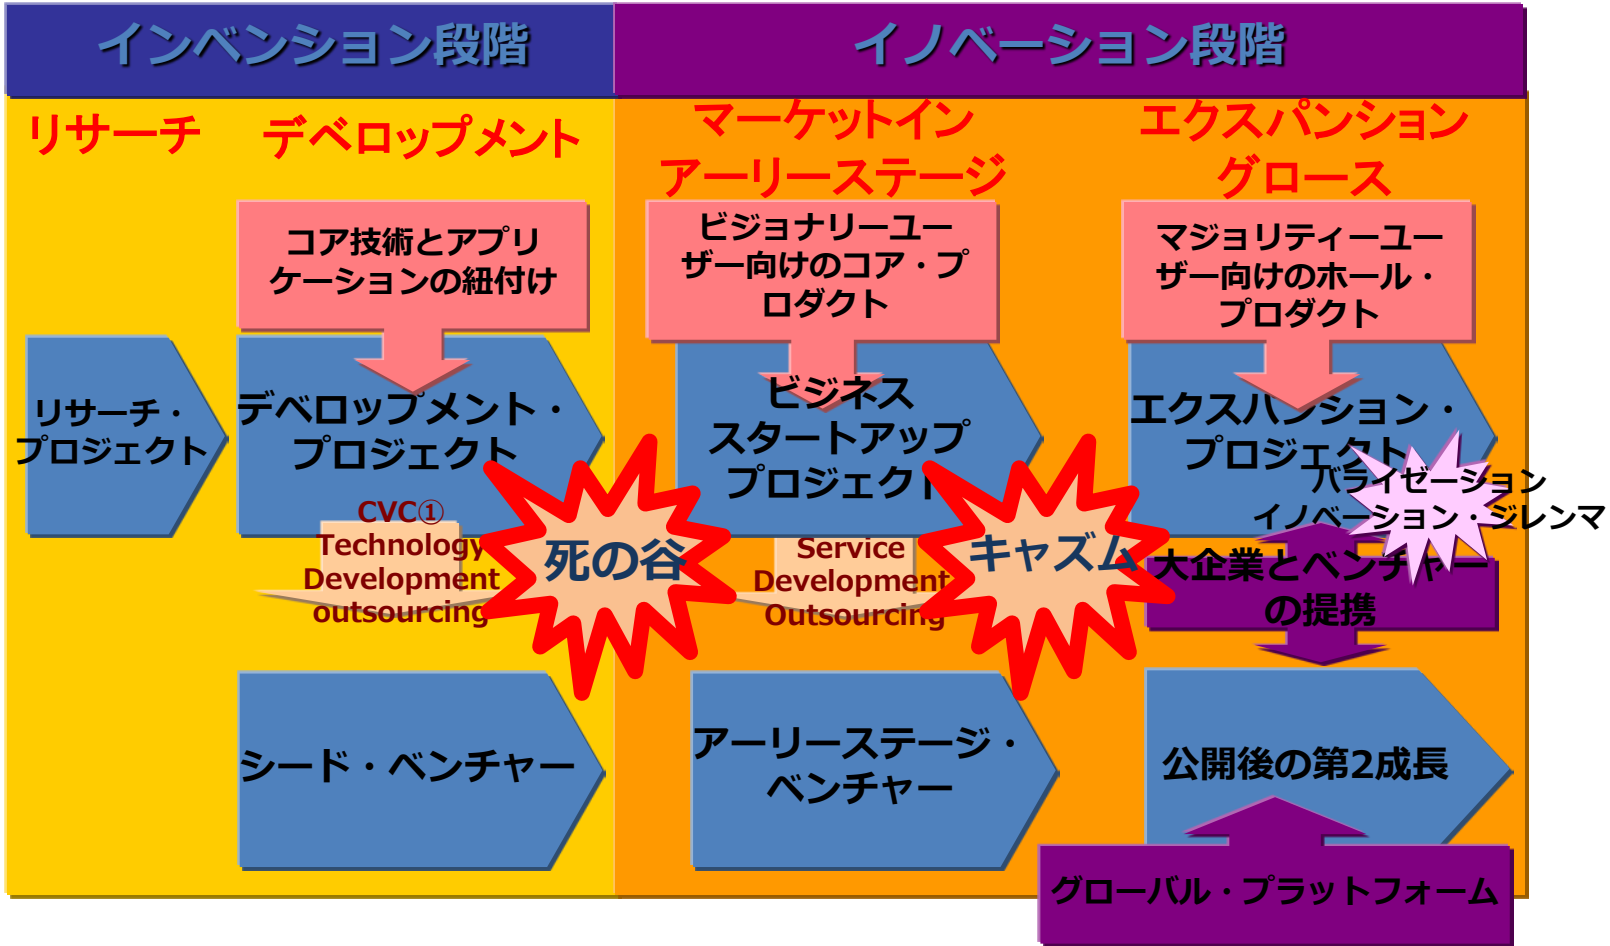 インベンション段階
イノベーション段階
リサーチ
デベロップメント
マーケットイン
アーリーステージ
エクスパンション
グロース
コア技術とアプリ
ケーションの紐付け
ビジョナリーユー
ザー向けのコア・プ
ロダクト
マジョリティーユー
ザー向けのホール・
プロダクト
リサーチ・
プロジェクト
デベロップメント・
プロジェクト
ビジネス
スタートアップ
プロジェクト
エクスパンション・
プロジェクト
バライゼーション
イノベーション・ジレンマ
CVC①
Technology
Development
outsourcing
死の谷
Service
Development
Outsourcing
キャズム
大企業とベンチャー
の提携
シード・ベンチャー
アーリーステージ・
ベンチャー
公開後の第2成長
グローバル・プラットフォーム